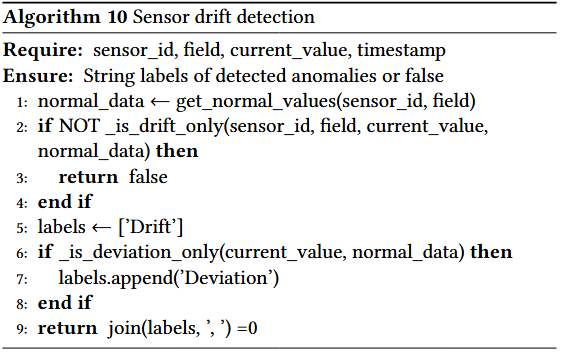 Algorithm 10 Sensor drift detection
Require: sensor_id, field, current_value, timestamp
Ensure: String labels of detected anomalies or false
1: normal_data ← get_normal_values(sensor_id, field)
2: if NOT _is_drift_only(sensor_id, field, current_value,
normal_data) then
3: return false
4: end if
5: labels ← ['Drift']
6: if _is_deviation_only(current_value, normal_data) then
7: labels.append('Deviation')
8: end if
9: return join(labels, ', ') =0